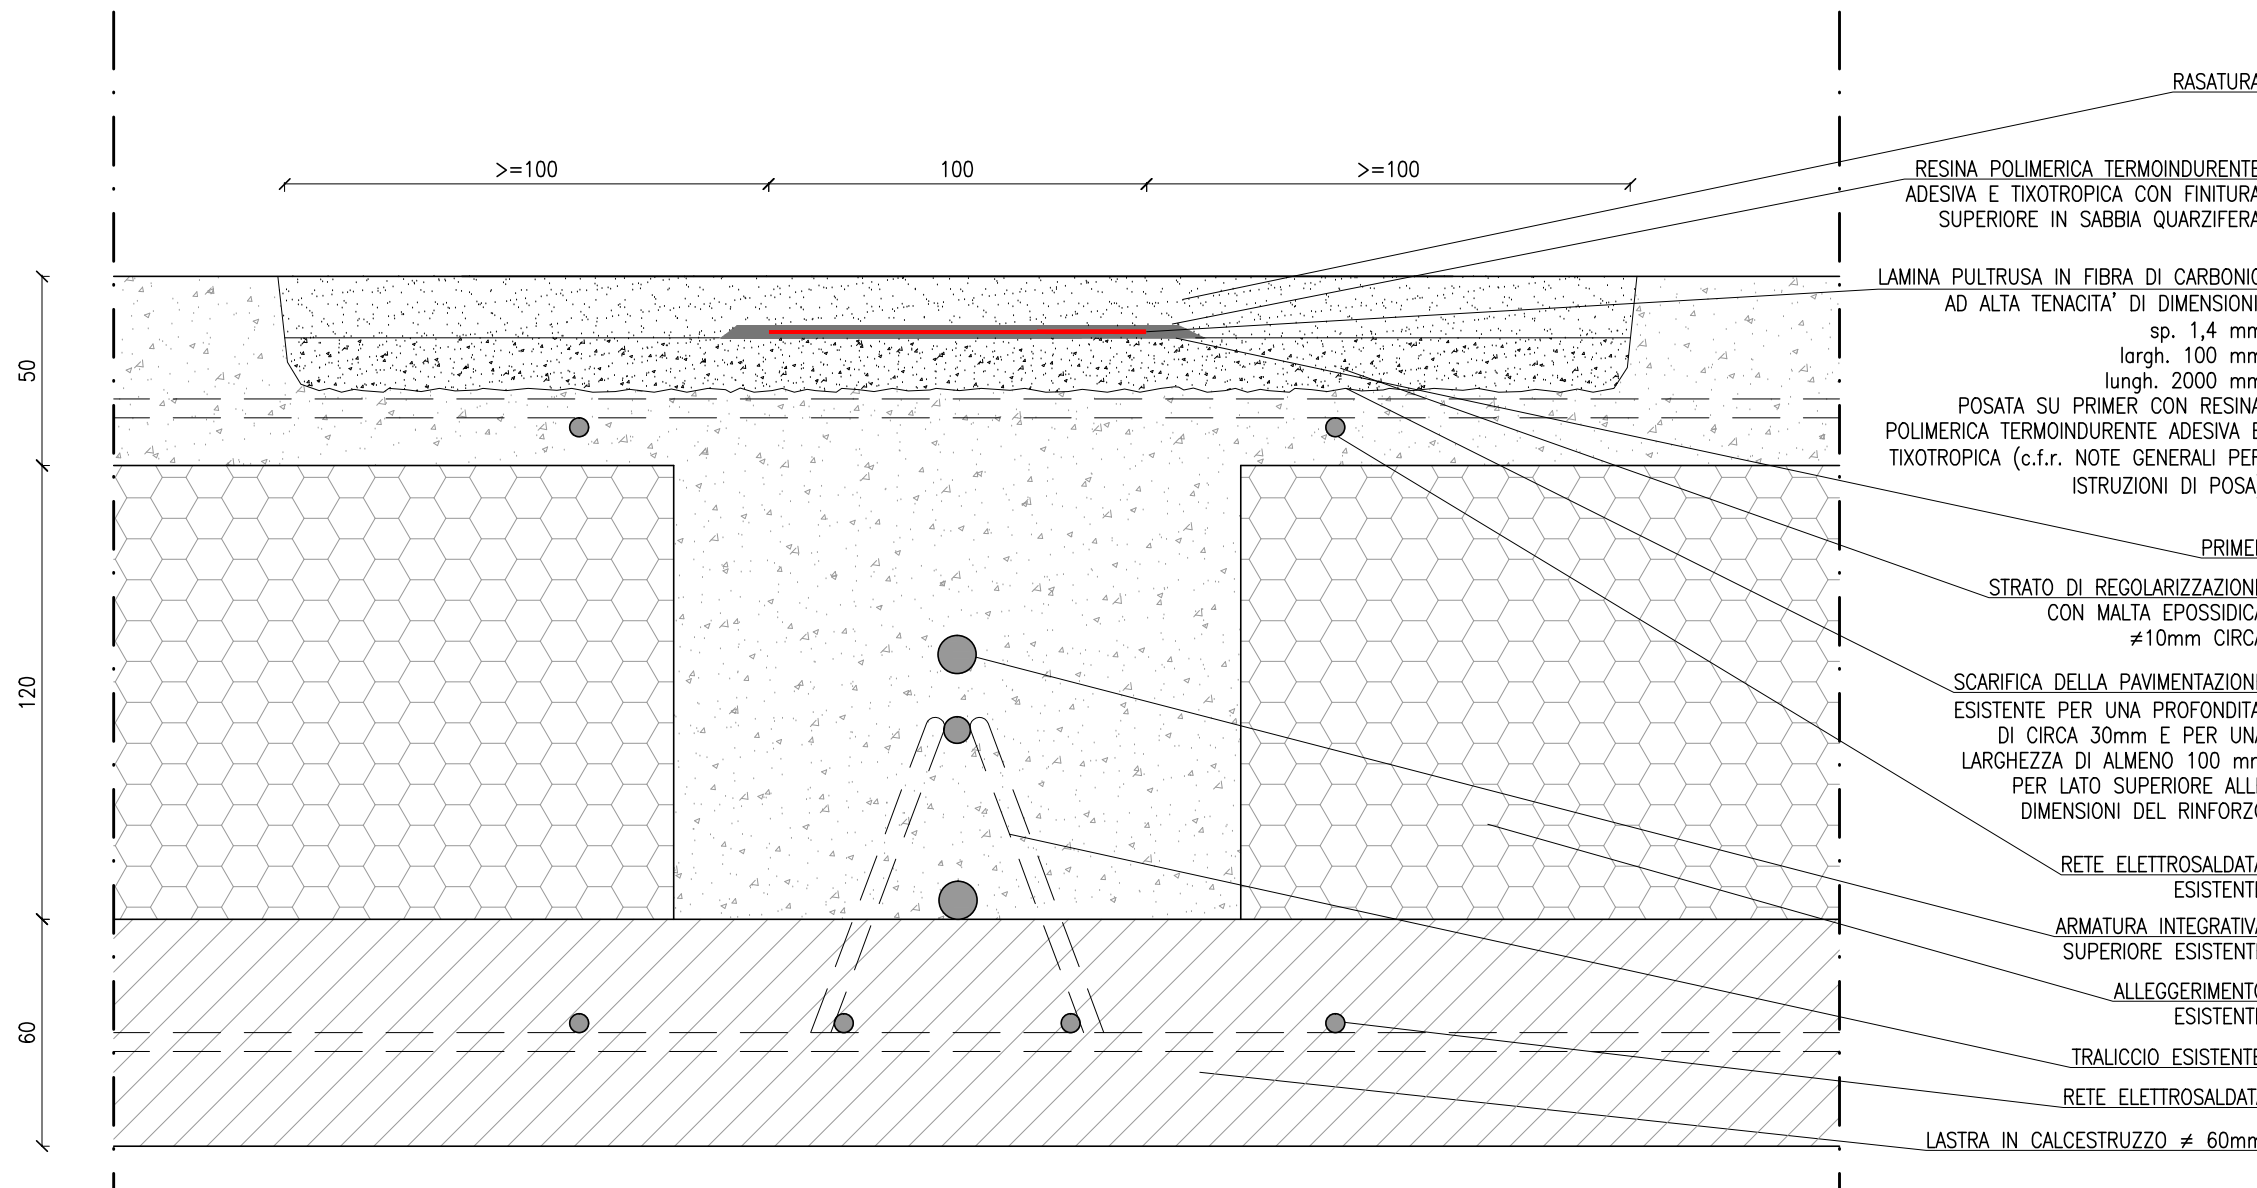 >=100
100
>=100
50
120
60
RASATURA
RESINA POLIMERICA TERMOINDURENTE
ADESIVA E TIXOTROPICA CON FINITURA
SUPERIORE IN SABBIA QUARZIFERA
LAMINA PULTRUSA IN FIBRA DI CARBONIO
AD ALTA TENACITA' DI DIMENSIONI
sp. 1,4 mm
largh. 100 mm
lungh. 2000 mm
POSATA SU PRIMER CON RESINA
POLIMERICA TERMOINDURENTE ADESIVA E
TIXOTROPICA (c.f.r. NOTE GENERALI PER
ISTRUZIONI DI POSA)
PRIMER
STRATO DI REGOLARIZZAZIONE
CON MALTA EPOSSIDICA
≠10mm CIRCA
SCARIFICA DELLA PAVIMENTAZIONE
ESISTENTE PER UNA PROFONDITA'
DI CIRCA 30mm E PER UNA
LARGHEZZA DI ALMENO 100 mm
PER LATO SUPERIORE ALLE
DIMENSIONI DEL RINFORZO
RETE ELETTROSALDATA
ESISTENTE
ARMATURA INTEGRATIVA
SUPERIORE ESISTENTE
ALLEGGERIMENTO
ESISTENTE
TRALICCIO ESISTENTE
RETE ELETTROSALDATA
LASTRA IN CALCESTRUZZO ≠ 60mm